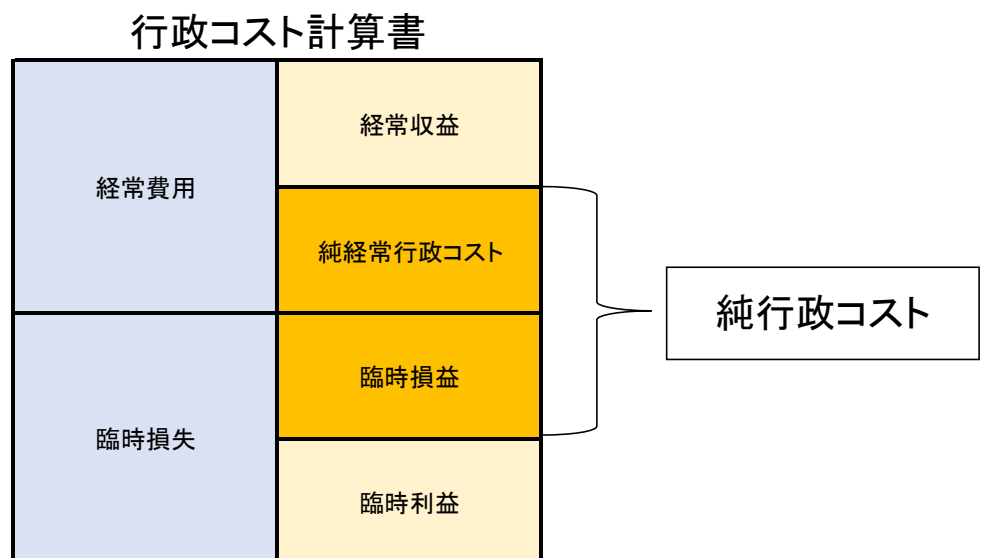 行政コスト計算書
経常費用
経常収益
純経常行政コスト
純行政コスト
臨時損益
臨時損失
臨時利益